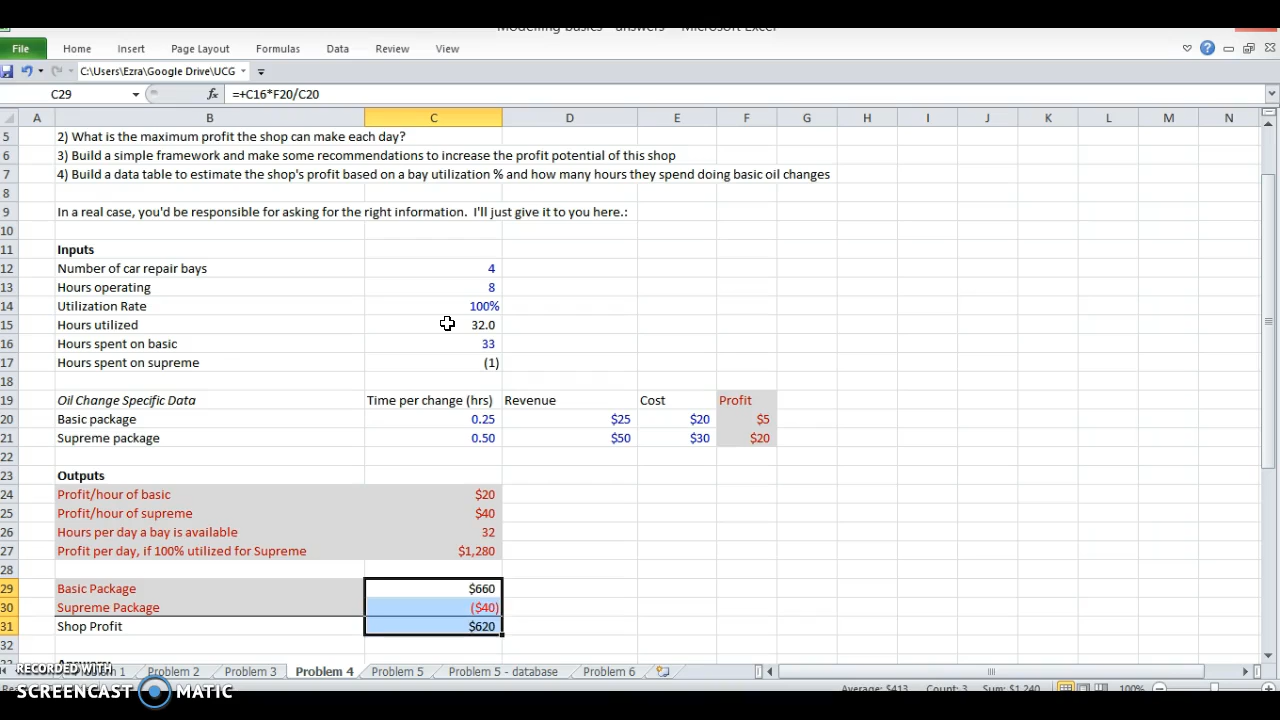 Modelling basics - answers - Microsoft Excel
File Home Insert Page Layout Formulas Data Review View
C:\Users\Ezra\Google Drive\UCG
C29 fx =+C16*F20/C20
A B C D E F G H I J K L M N
5 2) What is the maximum profit the shop can make each day?
6 3) Build a simple framework and make some recommendations to increase the profit potential of this shop
7 4) Build a data table to estimate the shop's profit based on a bay utilization % and how many hours they spend doing basic oil changes
8
9 In a real case, you'd be responsible for asking for the right information. I'll just give it to you here.:
10
11 Inputs
12 Number of car repair bays 4
13 Hours operating 8
14 Utilization Rate 100%
15 Hours utilized 32.0
16 Hours spent on basic 33
17 Hours spent on supreme (1)
18
19 Oil Change Specific Data Time per change (hrs) Revenue Cost Profit
20 Basic package 0.25 $25 $20 $5
21 Supreme package 0.50 $50 $30 $20
22
23 Outputs
24 Profit/hour of basic $20
25 Profit/hour of supreme $40
26 Hours per day a bay is available 32
27 Profit per day, if 100% utilized for Supreme $1,280
28
29 Basic Package $660
30 Supreme Package ($40)
31 Shop Profit $620
32
Problem 2 Problem 3 Problem 4 Problem 5 Problem 5 - database Problem 6
Average: $413 Count: 3 Sum: $1,240 100%
RECORDED WITH
SCREENCAST MATIC